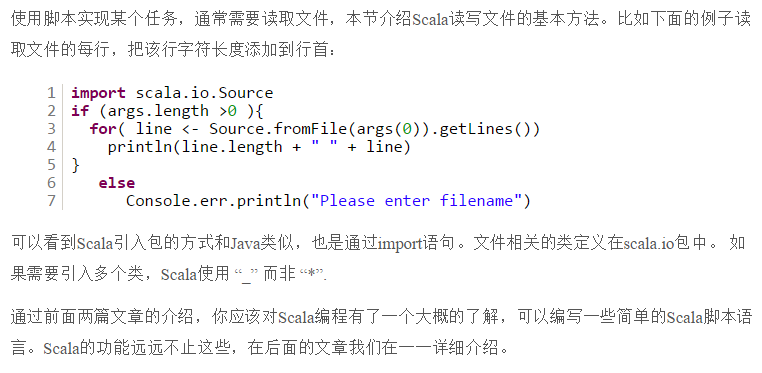 使用脚本实现某个任务，通常需要读取文件，本节介绍Scala读写文件的基本方法。比如下面的例子读
取文件的每行，把该行字符长度添加到行首：
1 import scala.io.Source
2 if (args.length >0 ){
3   for( line <- Source.fromFile(args(0)).getLines())
4     println(line.length + " " + line)
5 }
6    else
7       Console.err.println("Please enter filename")
可以看到Scala引入包的方式和Java类似，也是通过import语句。文件相关的类定义在scala.io包中。 如
果需要引入多个类，Scala使用 “_” 而非 “*”.
通过前面两篇文章的介绍，你应该对Scala编程有了一个大概的了解，可以编写一些简单的Scala脚本语
言。Scala的功能远远不止这些，在后面的文章我们在一一详细介绍。